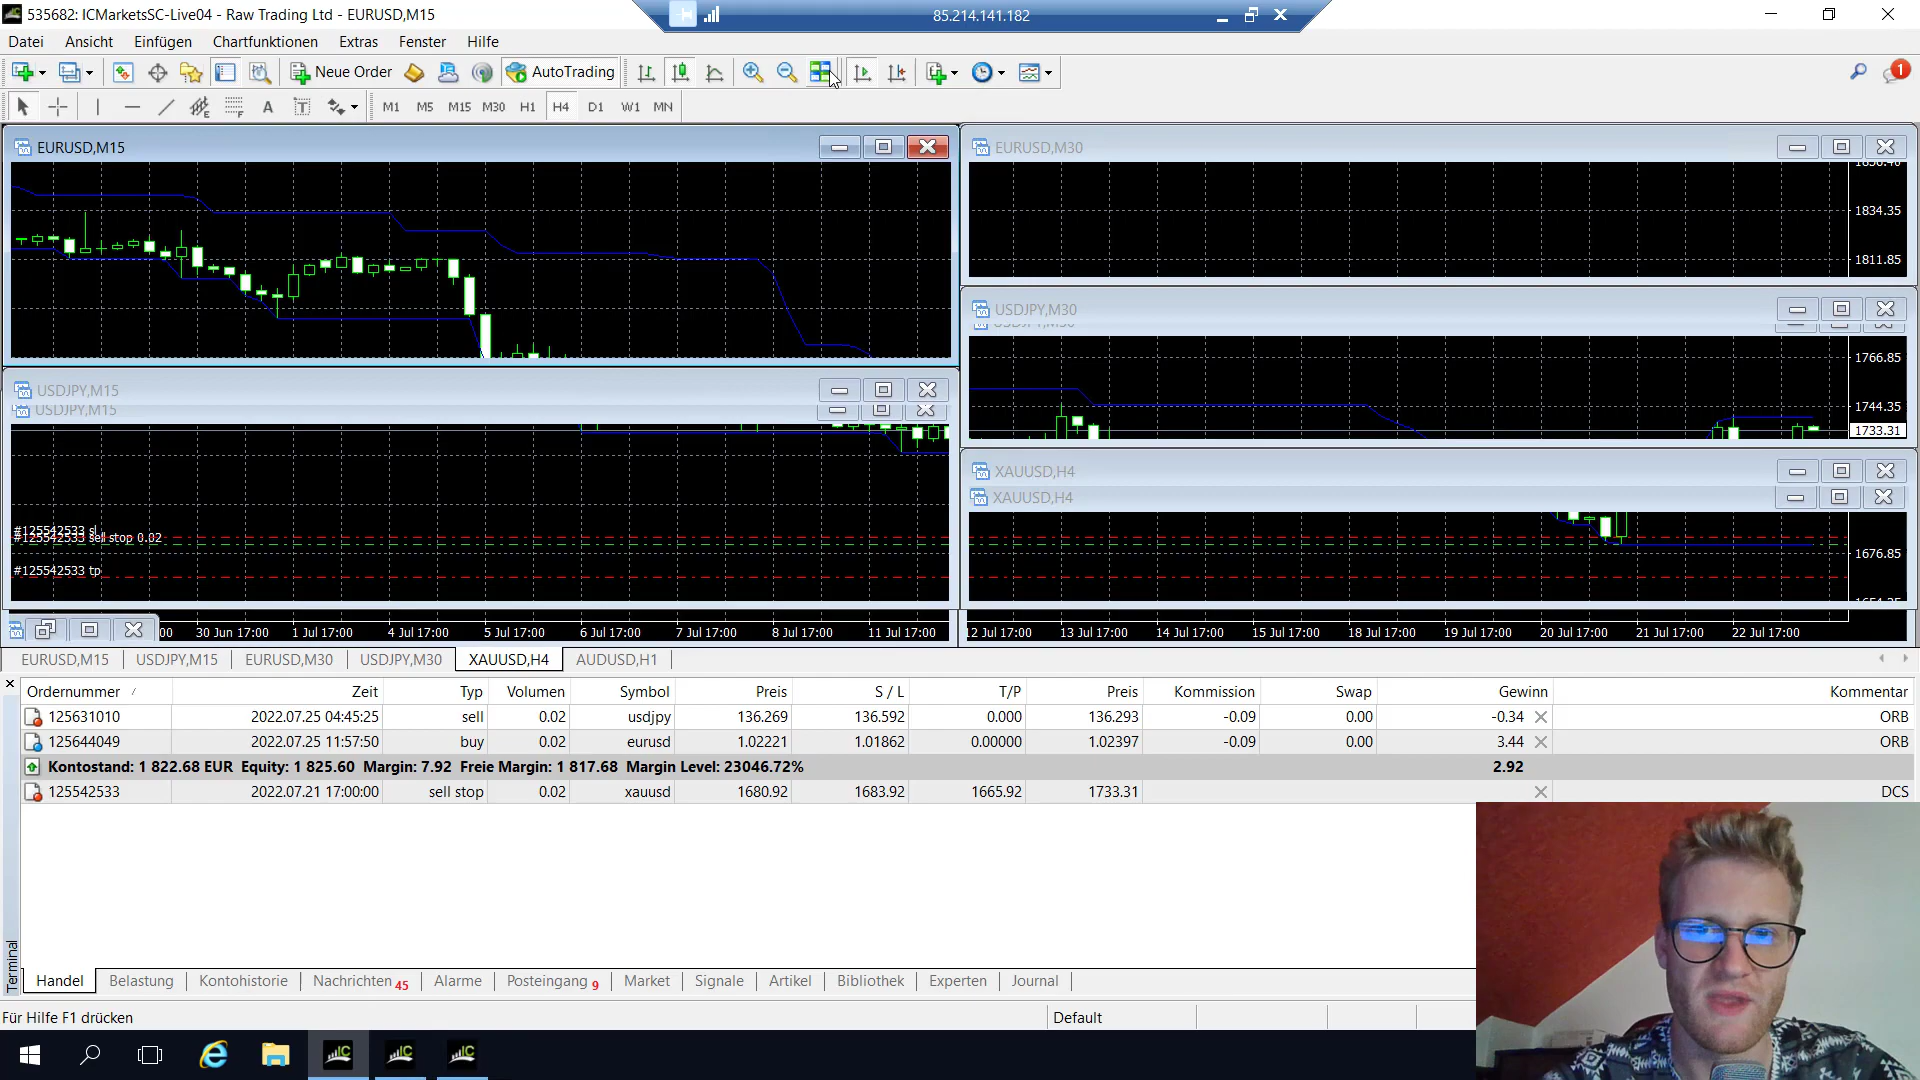 535682: ICMarketsSC-Live04 - Raw Trading Ltd - EURUSD,M15
85.214.141.182
Datei Ansicht Einfügen Chartfunktionen Extras Fenster Hilfe
Neue Order AutoTrading 1
A T M1 M5 M15 M30 H1 H4 D1 W1 MN
EURUSD,M15
EURUSD,M30
1834.35
1811.85
USDJPY,M30
USDJPY,M30
1766.85
1744.35
1733.31
USDJPY,M15
USDJPY,M15
#125542533 sl
#125542533 sell stop 0.02
#125542533 tp
XAUUSD,H4
XAUUSD,H4
1676.85
30 Jun 17:00 1 Jul 17:00 4 Jul 17:00 5 Jul 17:00 6 Jul 17:00 7 Jul 17:00 8 Jul 17:00 11 Jul 17:00 12 Jul 17:00 13 Jul 17:00 14 Jul 17:00 15 Jul 17:00 18 Jul 17:00 19 Jul 17:00 20 Jul 17:00 21 Jul 17:00 22 Jul 17:00
EURUSD,M15 USDJPY,M15 EURUSD,M30 USDJPY,M30 XAUUSD,H4 AUDUSD,H1
Ordernummer Zeit Typ Volumen Symbol Preis S / L T/P Preis Kommission Swap Gewinn Kommentar
125631010 2022.07.25 04:45:25 sell 0.02 usdjpy 136.269 136.592 0.000 136.293 -0.09 0.00 -0.34 ORB
125644049 2022.07.25 11:57:50 buy 0.02 eurusd 1.02221 1.01862 0.00000 1.02397 -0.09 0.00 3.44 ORB
Kontostand: 1 822.68 EUR Equity: 1 825.60 Margin: 7.92 Freie Margin: 1 817.68 Margin Level: 23046.72% 2.92
125542533 2022.07.21 17:00:00 sell stop 0.02 xauusd 1680.92 1683.92 1665.92 1733.31 DCS
Terminal
Handel Belastung Kontohistorie Nachrichten 45 Alarme Posteingang 9 Market Signale Artikel Bibliothek Experten Journal
Für Hilfe F1 drücken Default